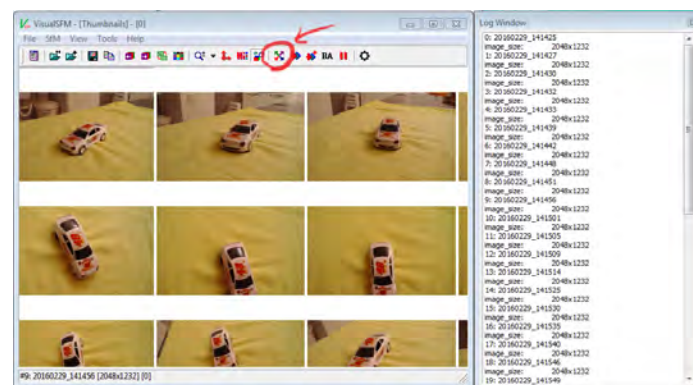 VisualSFM - [Thumbnails] - [0]
File SfM View Tools Help
BA
#9: 20160229_141456 [2048x1232] [0]
Log Window
0: 20160229_141425
image_size: 2048x1232
1: 20160229_141427
image_size: 2048x1232
2: 20160229_141430
image_size: 2048x1232
3: 20160229_141432
image_size: 2048x1232
4: 20160229_141433
image_size: 2048x1232
5: 20160229_141439
image_size: 2048x1232
6: 20160229_141442
image_size: 2048x1232
7: 20160229_141448
image_size: 2048x1232
8: 20160229_141451
image_size: 2048x1232
9: 20160229_141456
image_size: 2048x1232
10: 20160229_141501
image_size: 2048x1232
11: 20160229_141505
image_size: 2048x1232
12: 20160229_141509
image_size: 2048x1232
13: 20160229_141514
image_size: 2048x1232
14: 20160229_141525
image_size: 2048x1232
15: 20160229_141530
image_size: 2048x1232
16: 20160229_141535
image_size: 2048x1232
17: 20160229_141540
image_size: 2048x1232
18: 20160229_141546
image_size: 2048x1232
19: 20160229_141549